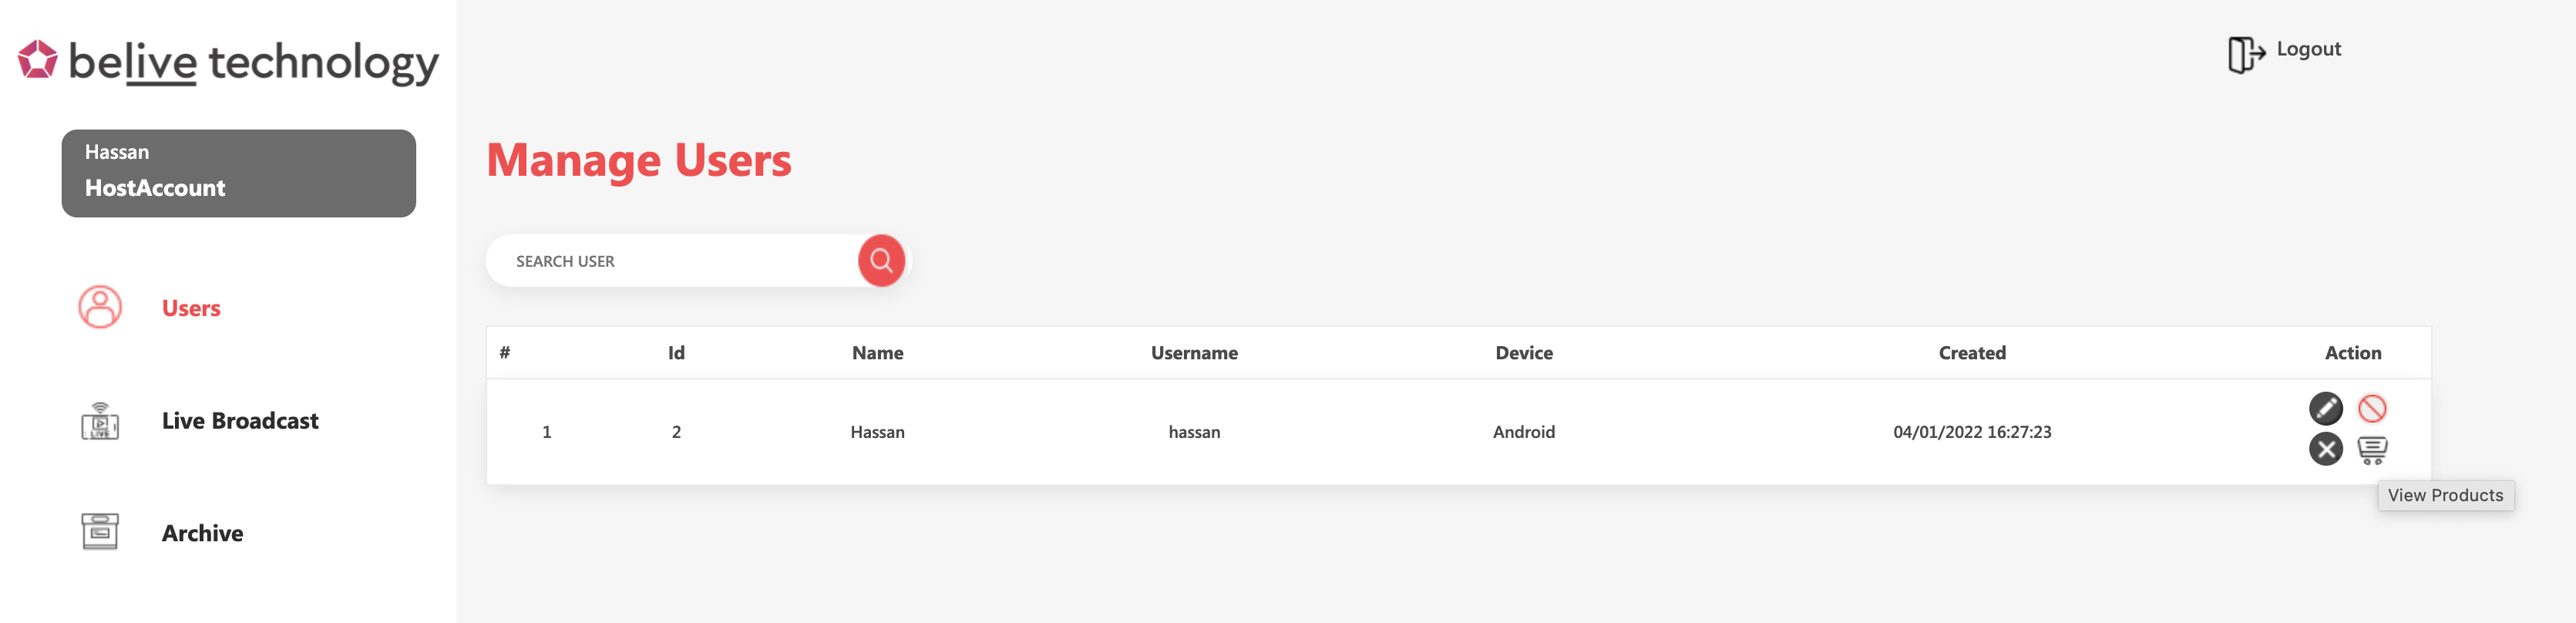 belive technology
Logout
Hassan
HostAccount
Manage Users
SEARCH USER
Users
Live Broadcast
Archive
# Id Name Username Device Created Action
1 2 Hassan hassan Android 04/01/2022 16:27:23
View Products